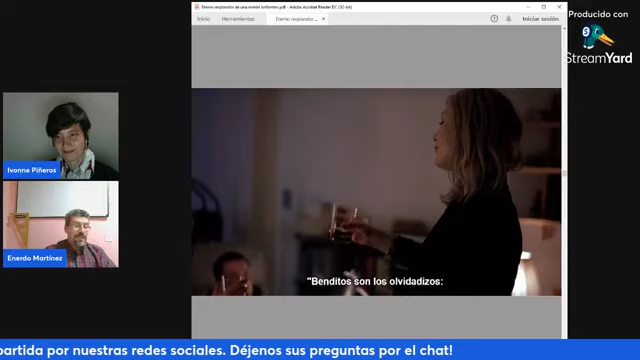 Eterno resplandor de una mente sin recuerdos.pdf - Adobe Acrobat Reader DC (32-bit)
Inicio
Herramientas
Eterno resplandor ...
Iniciar sesión
Producido con
StreamYard
Ivonne Piñeros
Enerdo Martínez
"Benditos son los olvidadizos:
partida por nuestras redes sociales. Déjenos sus preguntas por el chat!